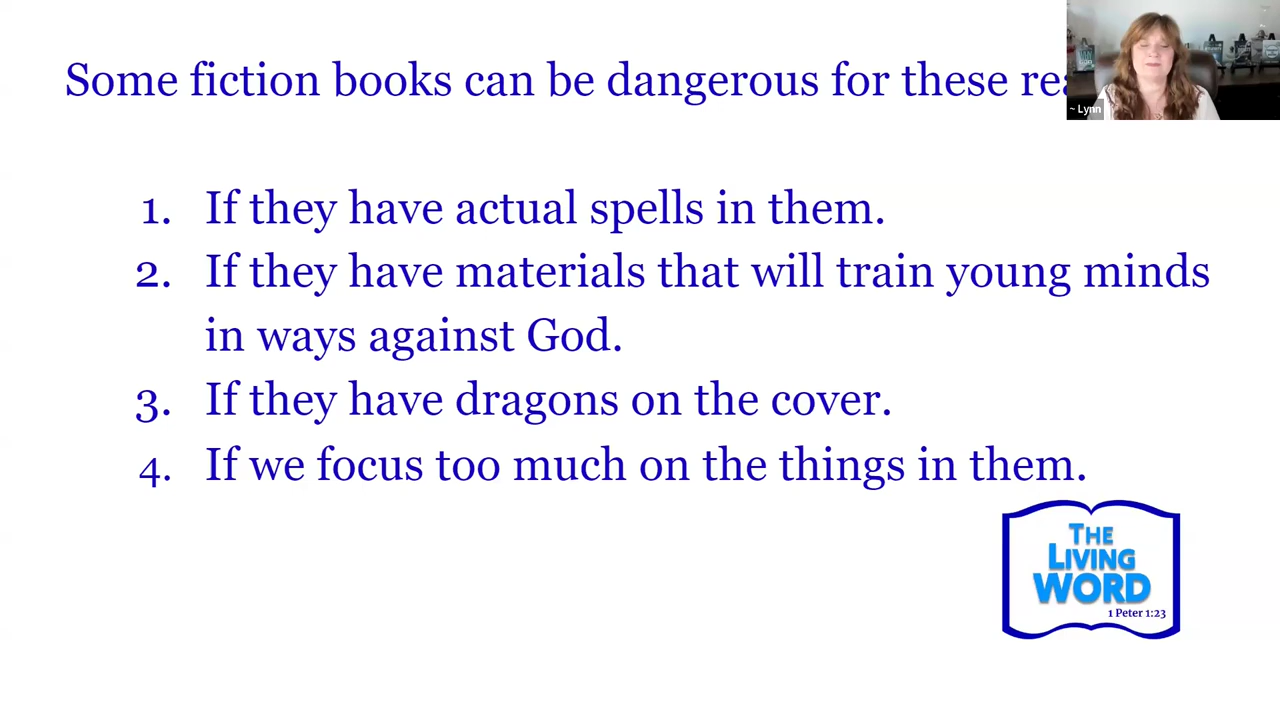 Some fiction books can be dangerous for these
~ Lynn
1. If they have actual spells in them.
2. If they have materials that will train young minds
in ways against God.
3. If they have dragons on the cover.
4. If we focus too much on the things in them.
THE
LIVING
WORD
1 Peter 1:23